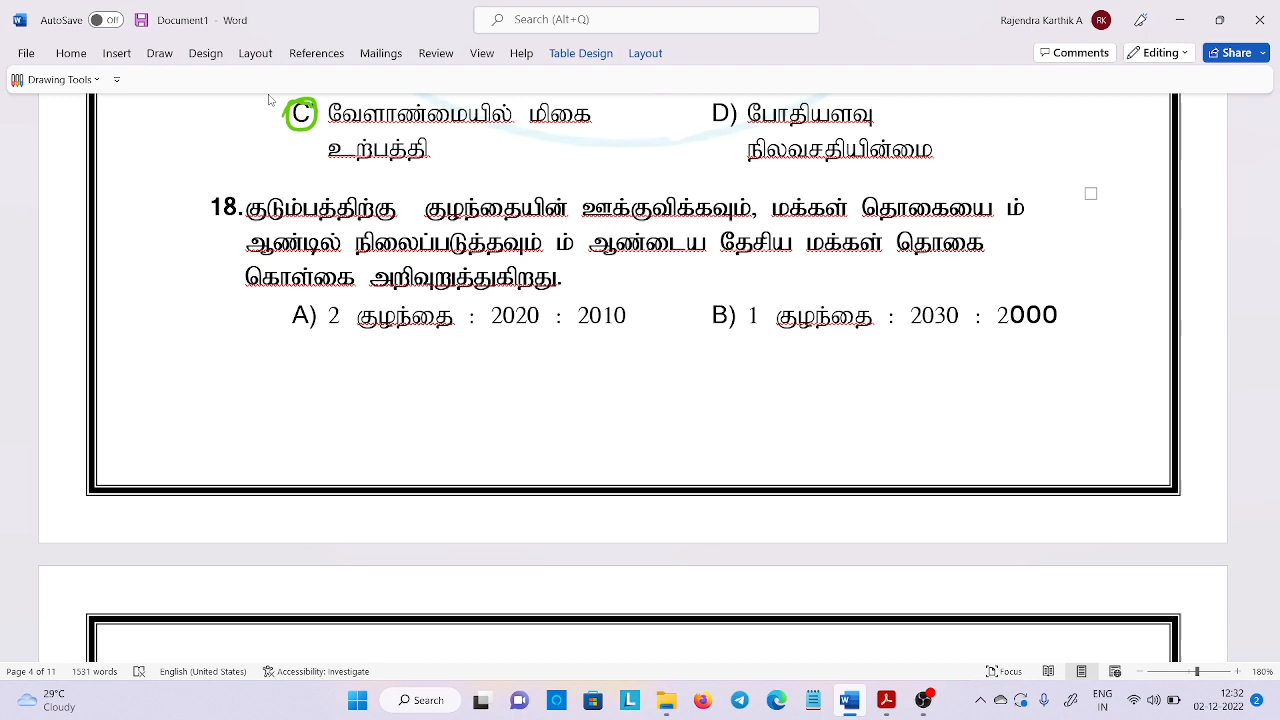 AutoSave Off Document1 - Word Search (Alt+Q) Rajendra Karthik A RK
File Home Insert Draw Design Layout References Mailings Review View Help Table Design Layout Comments Editing Share
Drawing Tools
C) வேளாண்மையில் மிகை D) போதியளவு
உற்பத்தி நிலவசதியின்மை
18. குடும்பத்திற்கு குழந்தையின் ஊக்குவிக்கவும், மக்கள் தொகையை ம்
ஆண்டில் நிலைப்படுத்தவும் ம் ஆண்டைய தேசிய மக்கள் தொகை
கொள்கை அறிவுறுத்துகிறது.
A) 2 குழந்தை : 2020 : 2010 B) 1 குழந்தை : 2030 : 2000
Page 4 of 11 1531 words English (United States) Accessibility: Investigate Focus 180%
29°C Search ENG 12:32
Cloudy IN 02-12-2022 2